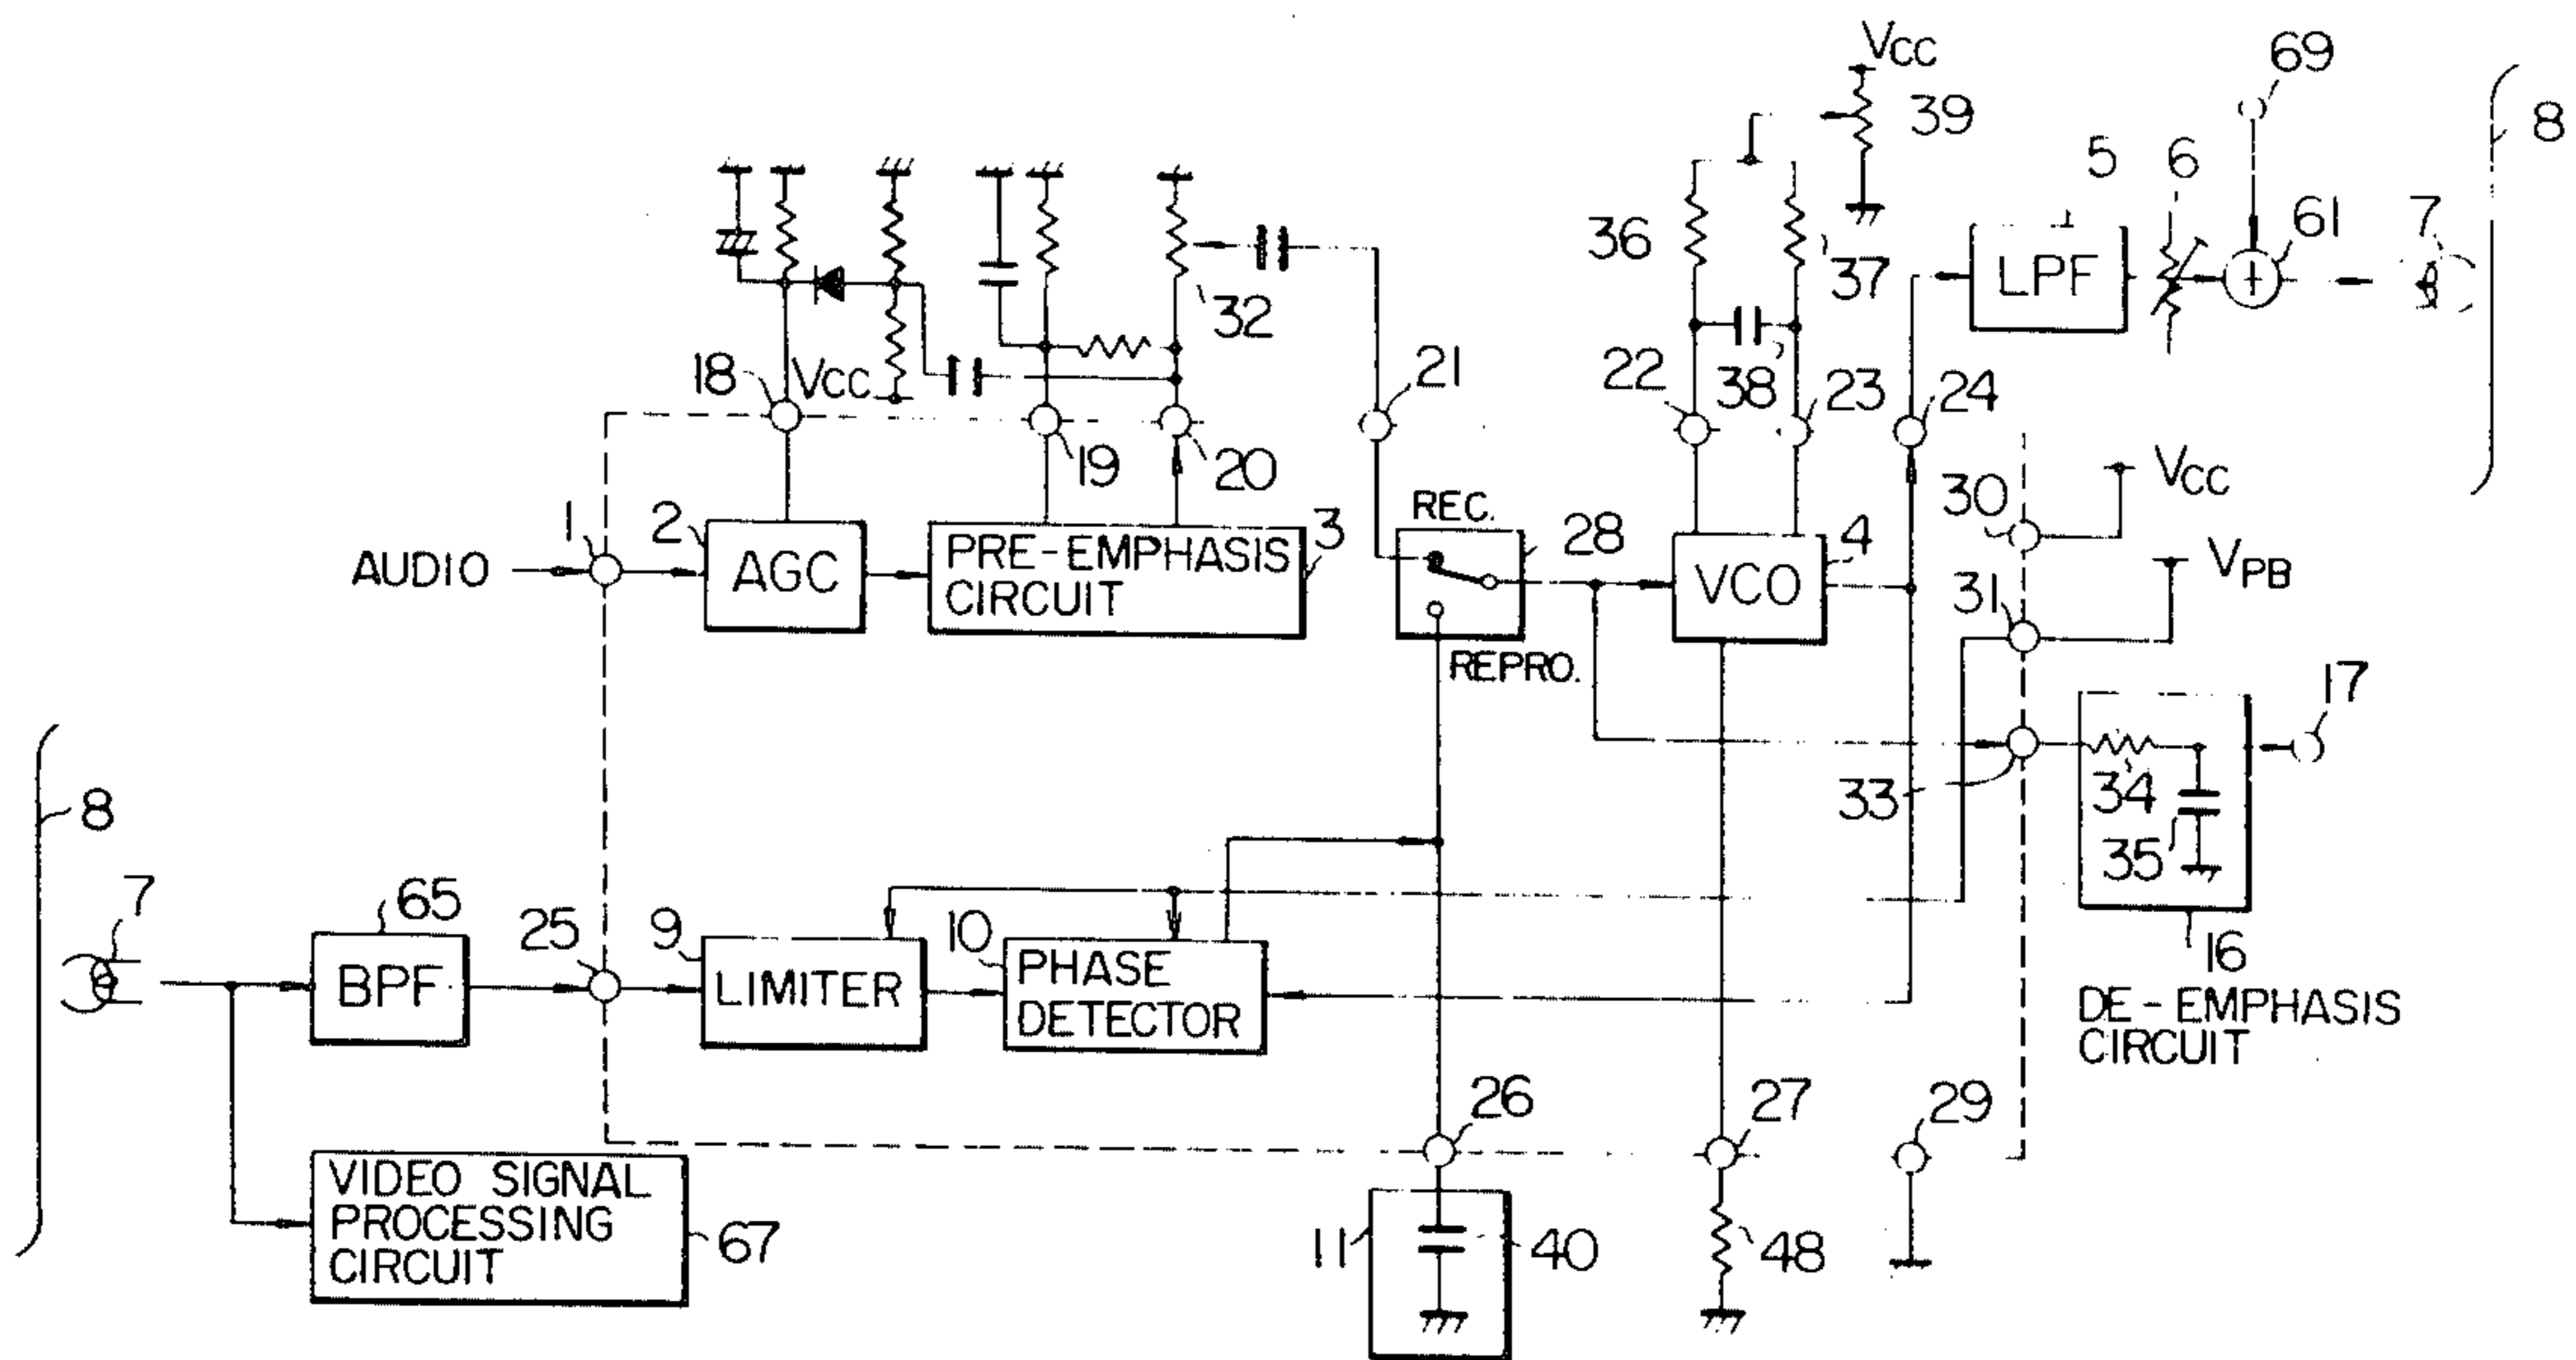 VCC
69
39
8
5
6
7
61
36
37
LPF
32
18
VCC
21
22
38
23
24
19
20
30
VCC
1
2
REC.
28
4
AUDIO
AGC
PRE-EMPHASIS
CIRCUIT
3
VCO
31
VPB
REPRO.
17
33
34
35
8
7
65
25
9
10
16
BPF
LIMITER
PHASE
DETECTOR
DE-EMPHASIS
CIRCUIT
26
27
29
VIDEO SIGNAL
PROCESSING
CIRCUIT
67
11
40
48